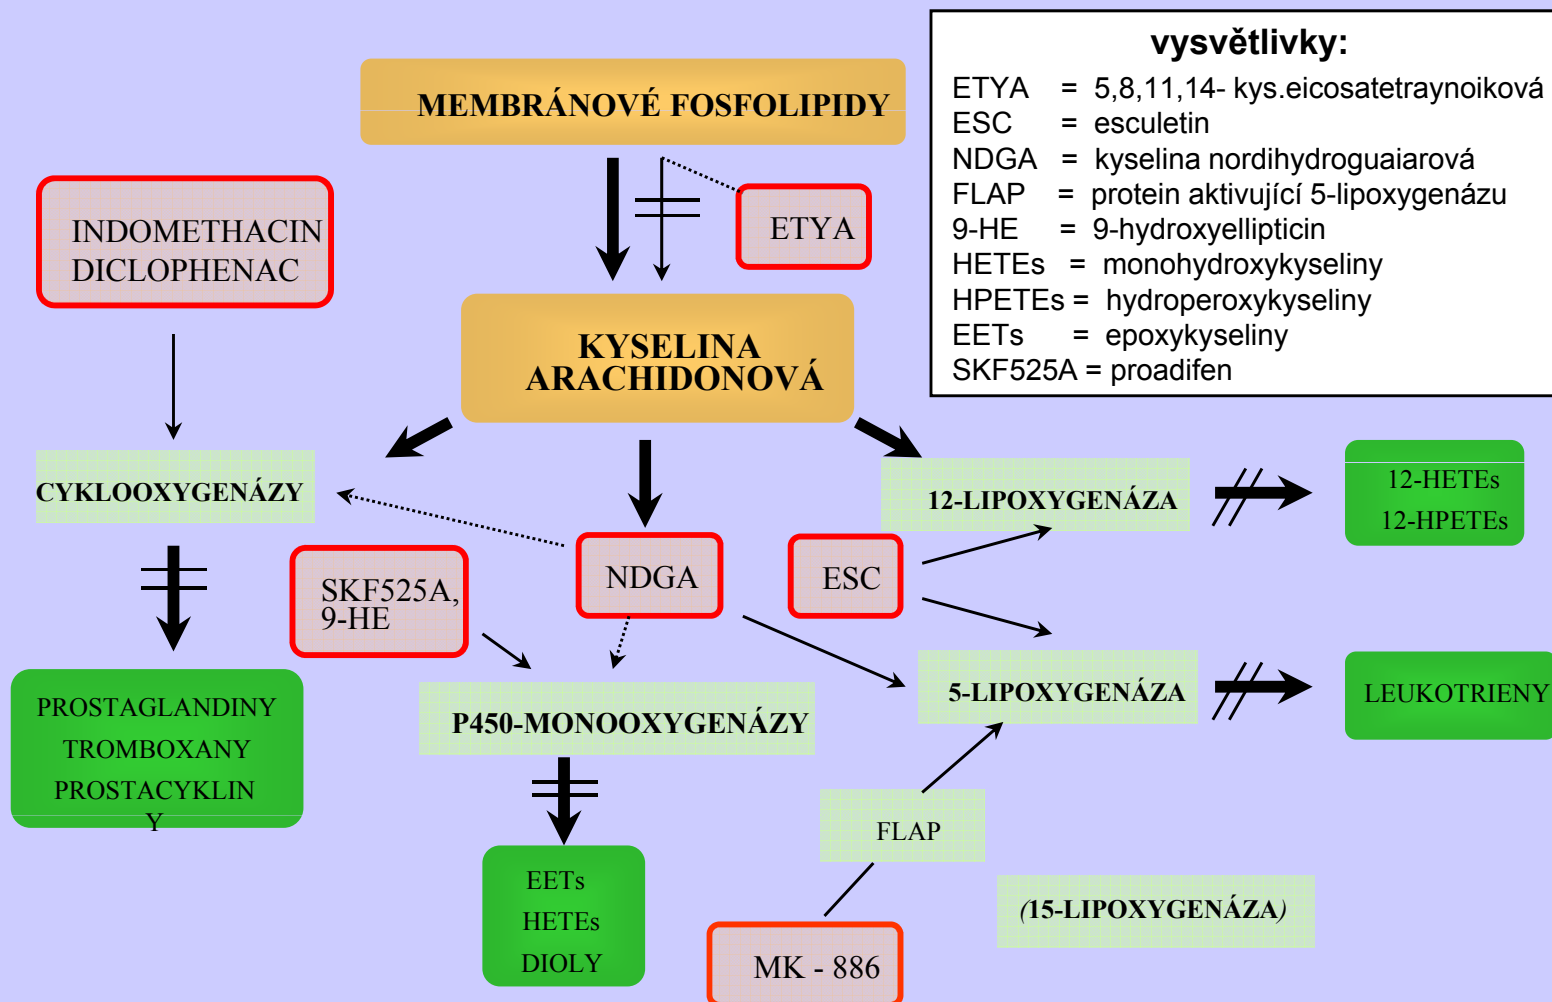 vysvětlivky:
ETYA = 5,8,11,14- kys.eicosatetraynoiková
ESC = esculetin
NDGA = kyselina nordihydroguaiarová
FLAP = protein aktivující 5-lipoxygenázu
9-HE = 9-hydroxyellipticin
HETEs = monohydroxykyseliny
HPETEs = hydroperoxykyseliny
EETs = epoxykyseliny
SKF525A = proadifen
MEMBRÁNOVÉ FOSFOLIPIDY
INDOMETHACIN
DICLOPHENAC
ETYA
KYSELINA
ARACHIDONOVÁ
CYKLOOXYGENÁZY
12-LIPOXYGENÁZA
12-HETEs
12-HPETEs
SKF525A,
9-HE
NDGA
ESC
PROSTAGLANDINY
TROMBOXANY
PROSTACYKLIN
Y
P450-MONOOXYGENÁZY
5-LIPOXYGENÁZA
LEUKOTRIENY
FLAP
EETs
HETEs
DIOLY
(15-LIPOXYGENÁZA)
MK - 886